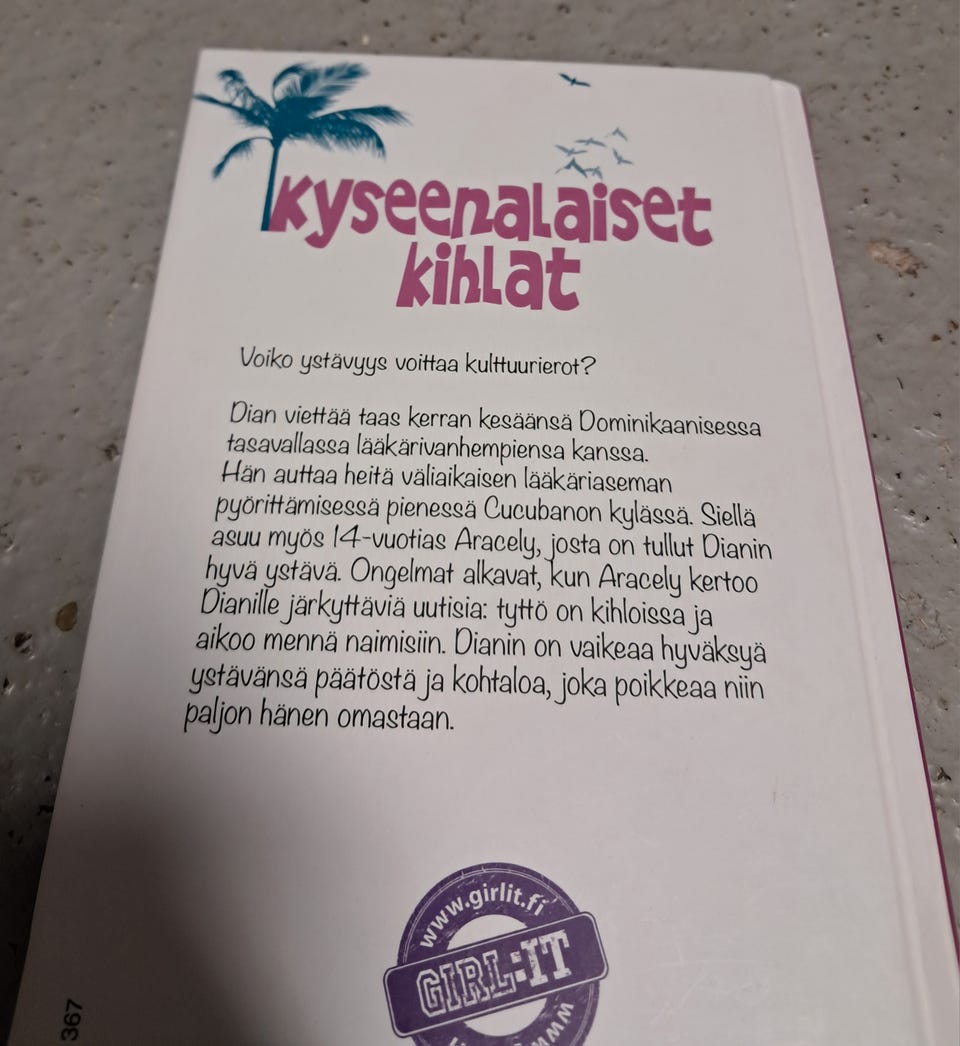 kyseenalaiset
kihlat
Voiko ystävyys voittaa kulttuurierot?
Dian viettää taas kerran kesäänsä Dominikaanisessa
tasavallassa lääkärivanhempiensa kanssa.
Hän auttaa heitä väliaikaisen lääkäriaseman
pyörittämisessä pienessä Cucubanon kylässä. Siellä
asuu myös 14-vuotias Aracely, josta on tullut Dianin
hyvä ystävä. Ongelmat alkavat, kun Aracely kertoo
Dianille järkyttäviä uutisia: tyttö on kihloissa ja
aikoo mennä naimisiin. Dianin on vaikeaa hyväksyä
ystävänsä päätöstä ja kohtaloa, joka poikkeaa niin
paljon hänen omastaan.
www.girlit.fi
GIRL:IT
www
367